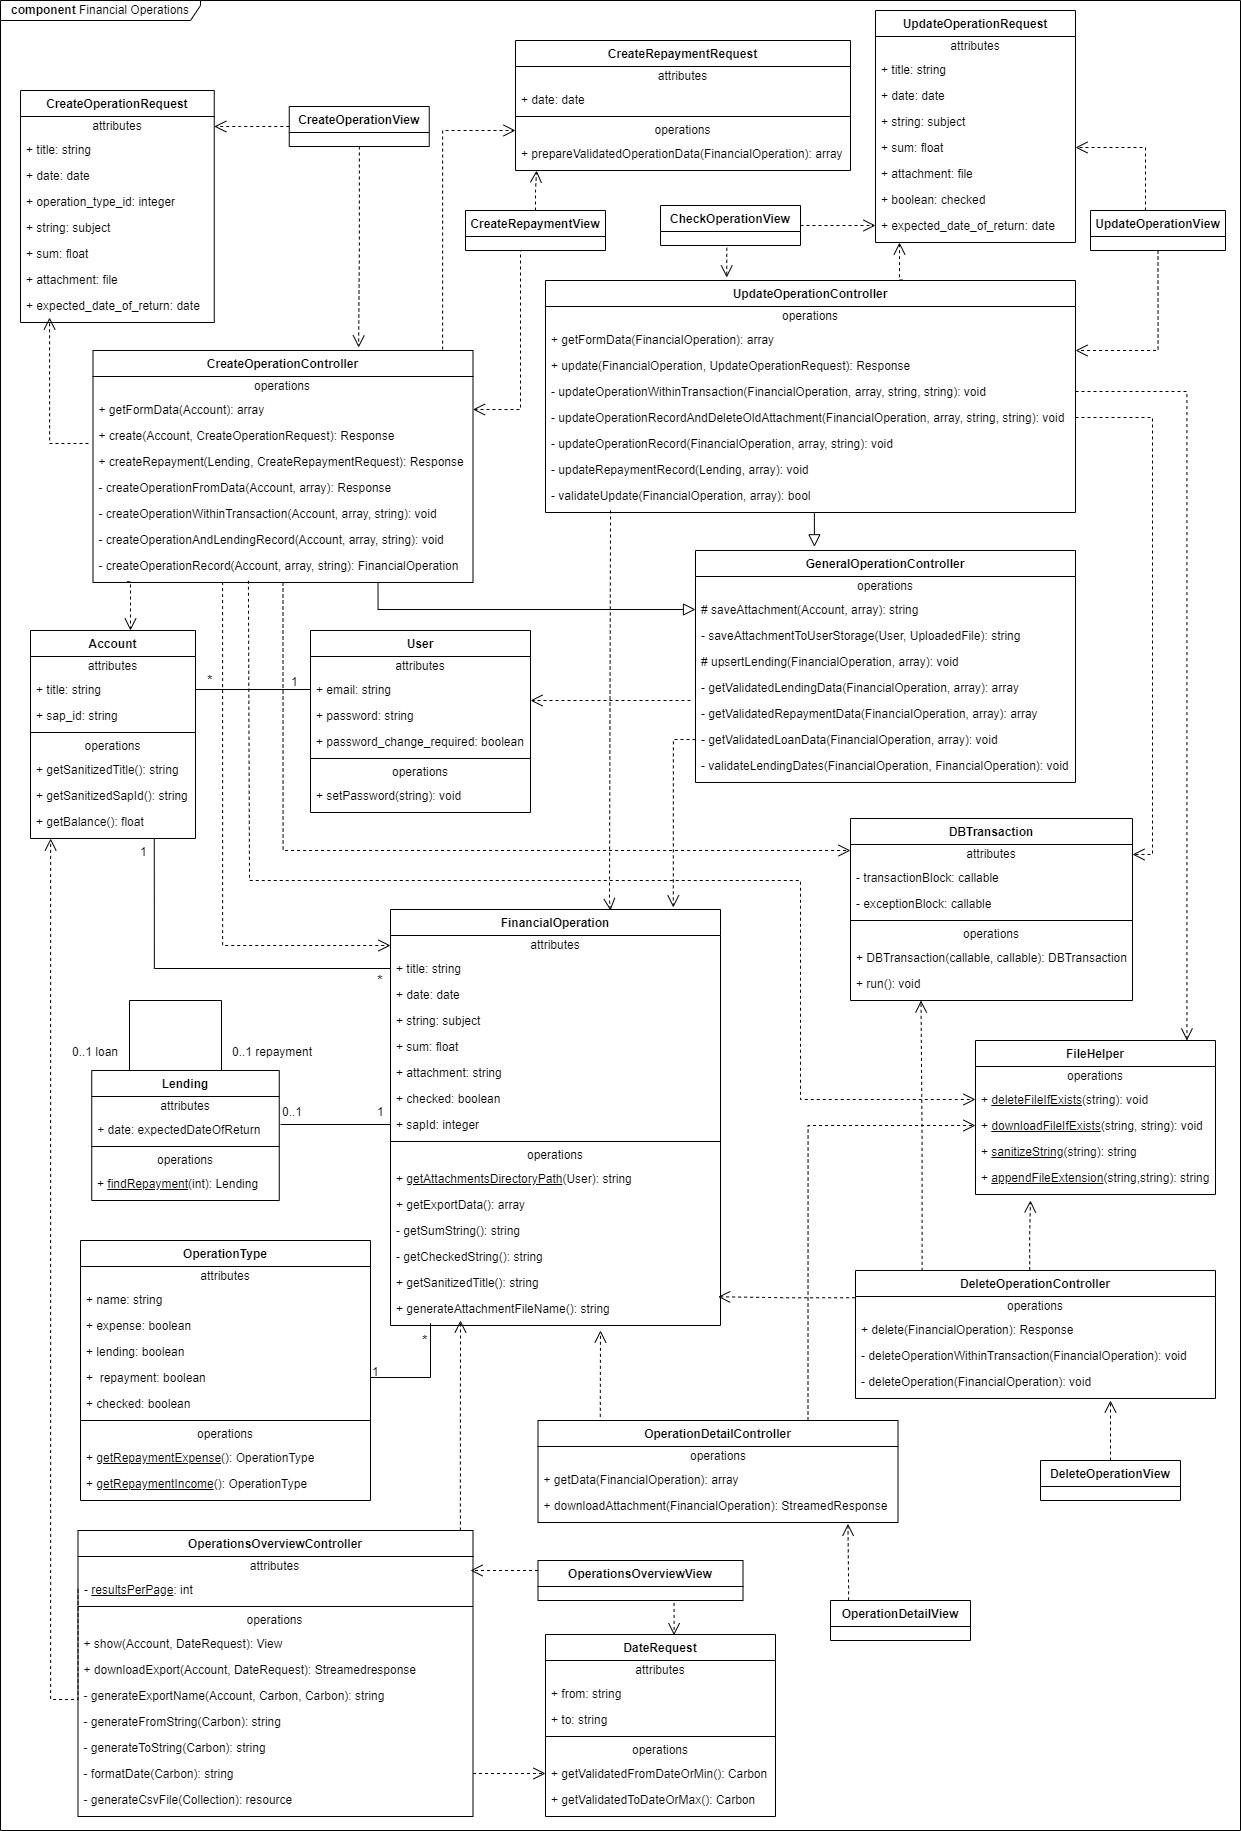 component Financial Operations
UpdateOperationRequest
attributes
+ title: string
+ date: date
+ string: subject
+ sum: float
+ attachment: file
+ boolean: checked
+ expected_date_of_return: date
CreateRepaymentRequest
attributes
+ date: date
operations
+ prepareValidatedOperationData(FinancialOperation): array
CreateOperationRequest
attributes
+ title: string
+ date: date
+ operation_type_id: integer
+ string: subject
+ sum: float
+ attachment: file
+ expected_date_of_return: date
CreateOperationView
CreateRepaymentView
CheckOperationView
UpdateOperationView
UpdateOperationController
operations
+ getFormData(FinancialOperation): array
+ update(FinancialOperation, UpdateOperationRequest): Response
- updateOperationWithinTransaction(FinancialOperation, array, string, string): void
- updateOperationRecordAndDeleteOldAttachment(FinancialOperation, array, string, string): void
- updateOperationRecord(FinancialOperation, array, string): void
- updateRepaymentRecord(Lending, array): void
- validateUpdate(FinancialOperation, array): bool
CreateOperationController
operations
+ getFormData(Account): array
+ create(Account, CreateOperationRequest): Response
+ createRepayment(Lending, CreateRepaymentRequest): Response
- createOperationFromData(Account, array): Response
- createOperationWithinTransaction(Account, array, string): void
- createOperationAndLendingRecord(Account, array, string): void
- createOperationRecord(Account, array, string): FinancialOperation
GeneralOperationController
operations
# saveAttachment(Account, array): string
- saveAttachmentToUserStorage(User, UploadedFile): string
# upsertLending(FinancialOperation, array): void
- getValidatedLendingData(FinancialOperation, array): array
- getValidatedRepaymentData(FinancialOperation, array): array
- getValidatedLoanData(FinancialOperation, array): void
- validateLendingDates(FinancialOperation, FinancialOperation): void
Account
attributes
+ title: string
+ sap_id: string
operations
+ getSanitizedTitle(): string
+ getSanitizedSapId(): string
+ getBalance(): float
*
1
User
attributes
+ email: string
+ password: string
+ password_change_required: boolean
operations
+ setPassword(string): void
DBTransaction
attributes
- transactionBlock: callable
- exceptionBlock: callable
operations
+ DBTransaction(callable, callable): DBTransaction
+ run(): void
1
*
FinancialOperation
attributes
+ title: string
+ date: date
+ string: subject
+ sum: float
+ attachment: string
+ checked: boolean
+ sapId: integer
operations
+ getAttachmentsDirectoryPath(User): string
+ getExportData(): array
- getSumString(): string
- getCheckedString(): string
+ getSanitizedTitle(): string
+ generateAttachmentFileName(): string
0..1 loan
0..1 repayment
Lending
attributes
+ date: expectedDateOfReturn
operations
+ findRepayment(int): Lending
0..1
1
FileHelper
operations
+ deleteFileIfExists(string): void
+ downloadFileIfExists(string, string): void
+ sanitizeString(string): string
+ appendFileExtension(string,string): string
OperationType
attributes
+ name: string
+ expense: boolean
+ lending: boolean
+ repayment: boolean
+ checked: boolean
operations
+ getRepaymentExpense(): OperationType
+ getRepaymentIncome(): OperationType
*
1
DeleteOperationController
operations
+ delete(FinancialOperation): Response
- deleteOperationWithinTransaction(FinancialOperation): void
- deleteOperation(FinancialOperation): void
OperationDetailController
operations
+ getData(FinancialOperation): array
+ downloadAttachment(FinancialOperation): StreamedResponse
DeleteOperationView
OperationsOverviewController
attributes
- resultsPerPage: int
operations
+ show(Account, DateRequest): View
+ downloadExport(Account, DateRequest): Streamedresponse
- generateExportName(Account, Carbon, Carbon): string
- generateFromString(Carbon): string
- generateToString(Carbon): string
- formatDate(Carbon): string
- generateCsvFile(Collection): resource
OperationsOverviewView
OperationDetailView
DateRequest
attributes
+ from: string
+ to: string
operations
+ getValidatedFromDateOrMin(): Carbon
+ getValidatedToDateOrMax(): Carbon